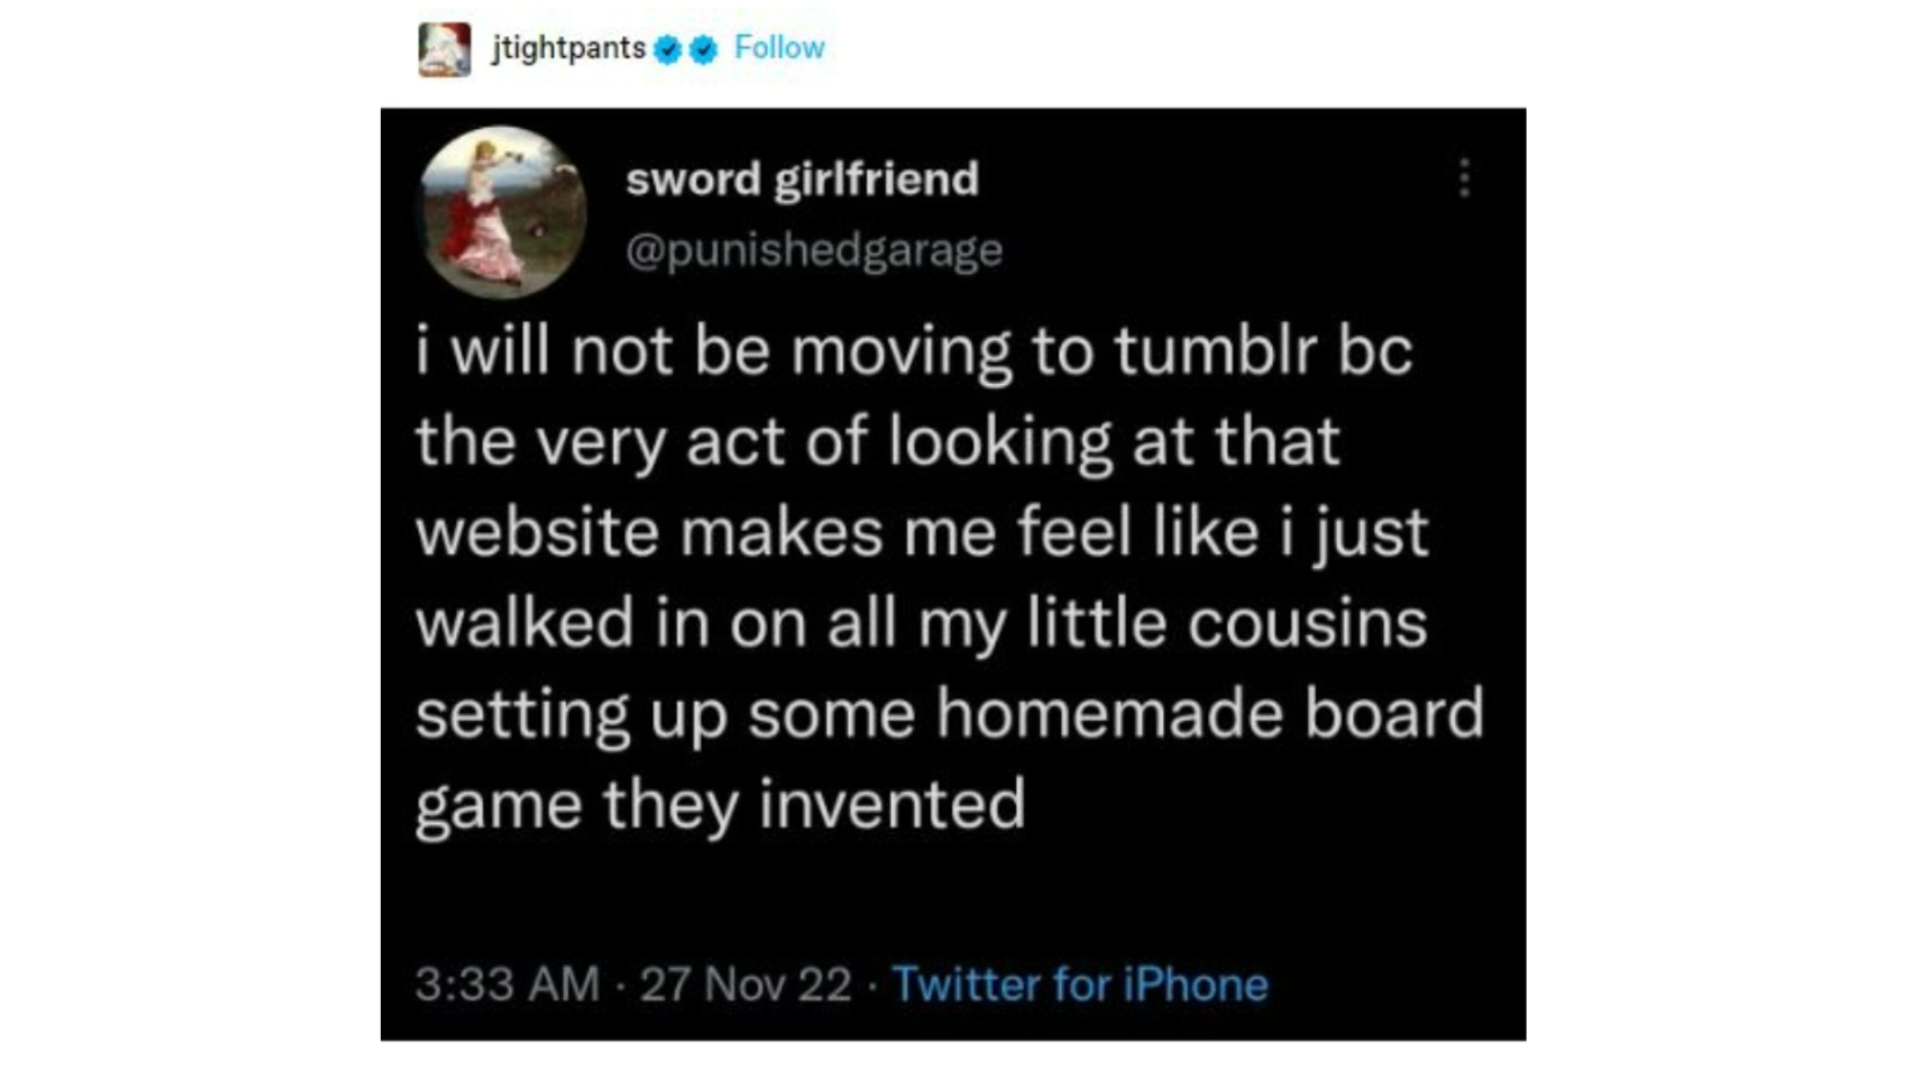 jtightpants Follow
sword girlfriend
@punishedgarage
i will not be moving to tumblr bc
the very act of looking at that
website makes me feel like i just
walked in on all my little cousins
setting up some homemade board
game they invented
3:33 AM · 27 Nov 22 · Twitter for iPhone